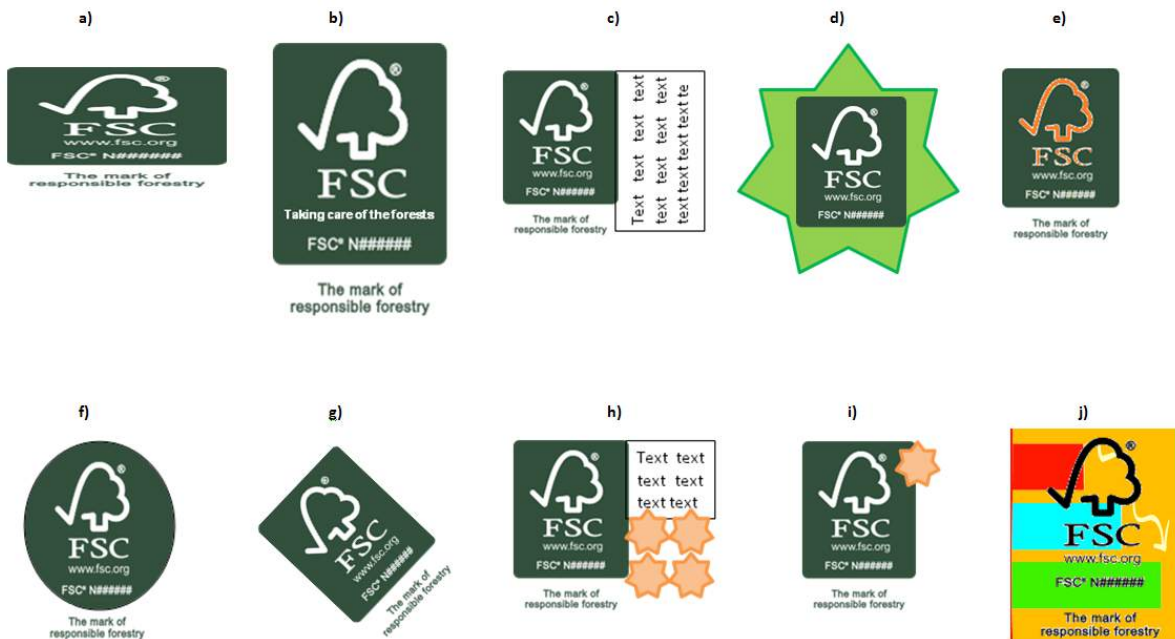 a)
®
FSC
www.fsc.org
FSC® N#######
The mark of
responsible forestry
b)
®
FSC
Taking care of the forests
FSC® N######
The mark of
responsible forestry
c)
®
FSC
www.fsc.org
FSC® N######
The mark of
responsible forestry
Text text text text
text text text text
text text text text te
d)
®
FSC
www.fsc.org
FSC® N######
e)
®
FSC
www.fsc.org
FSC® N######
The mark of
responsible forestry
f)
®
FSC
www.fsc.org
FSC® N######
The mark of
responsible forestry
g)
®
FSC
www.fsc.org
FSC® N######
The mark of
responsible forestry
h)
®
FSC
www.fsc.org
FSC® N######
The mark of
responsible forestry
Text text
text text
text text
i)
®
FSC
www.fsc.org
FSC® N######
The mark of
responsible forestry
j)
®
FSC
www.fsc.org
FSC® N######
The mark of
responsible forestry